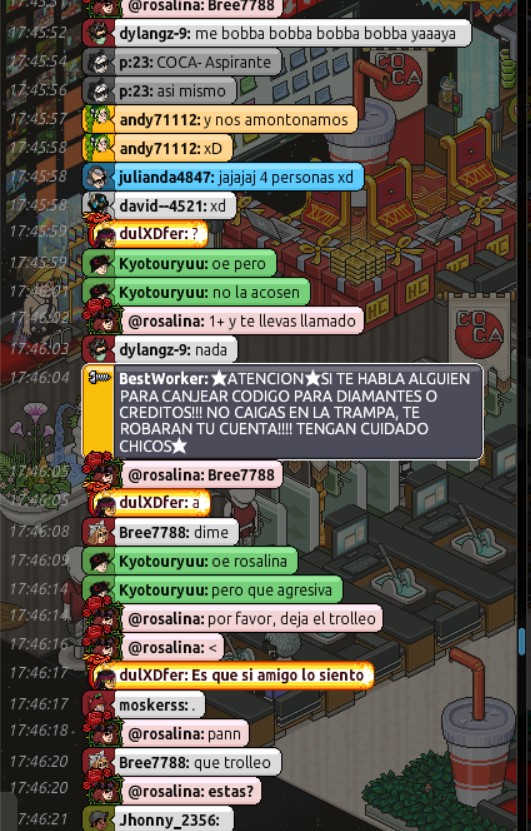 17:45:51 @rosalina: Bree7788
17:45:52 dylangz-9: me bobba bobba bobba bobba yaaaya
17:45:54 p:23: COCA- Aspirante
17:45:56 p:23: asi mismo
17:45:57 andy71112: y nos amontonamos
17:45:58 andy71112: xD
17:45:58 julianda4847: jajajaj 4 personas xd
17:45:58 david--4521: xd
17:45:59 dulXDfer: ?
17:45:59 Kyotouryuu: oe pero
17:46:01 Kyotouryuu: no la acosen
17:46:02 @rosalina: 1+ y te llevas llamado
17:46:03 dylangz-9: nada
17:46:04 BestWorker: ★ATENCION★SI TE HABLA ALGUIEN
PARA CANJEAR CODIGO PARA DIAMANTES O
CREDITOS!!! NO CAIGAS EN LA TRAMPA, TE
ROBARAN TU CUENTA!!!! TENGAN CUIDADO
CHICOS★
17:46:05 @rosalina: Bree7788
17:46:05 dulXDfer: a
17:46:08 Bree7788: dime
17:46:09 Kyotouryuu: oe rosalina
17:46:14 Kyotouryuu: pero que agresiva
17:46:14 @rosalina: por favor, deja el trolleo
17:46:16 @rosalina: <
17:46:17 dulXDfer: Es que si amigo lo siento
17:46:17 moskerss: .
17:46:18 @rosalina: pann
17:46:20 Bree7788: que trolleo
17:46:20 @rosalina: estas?
17:46:21 Jhonny_2356:
COCA
XVIII
XVIII
HC
HC
COCA